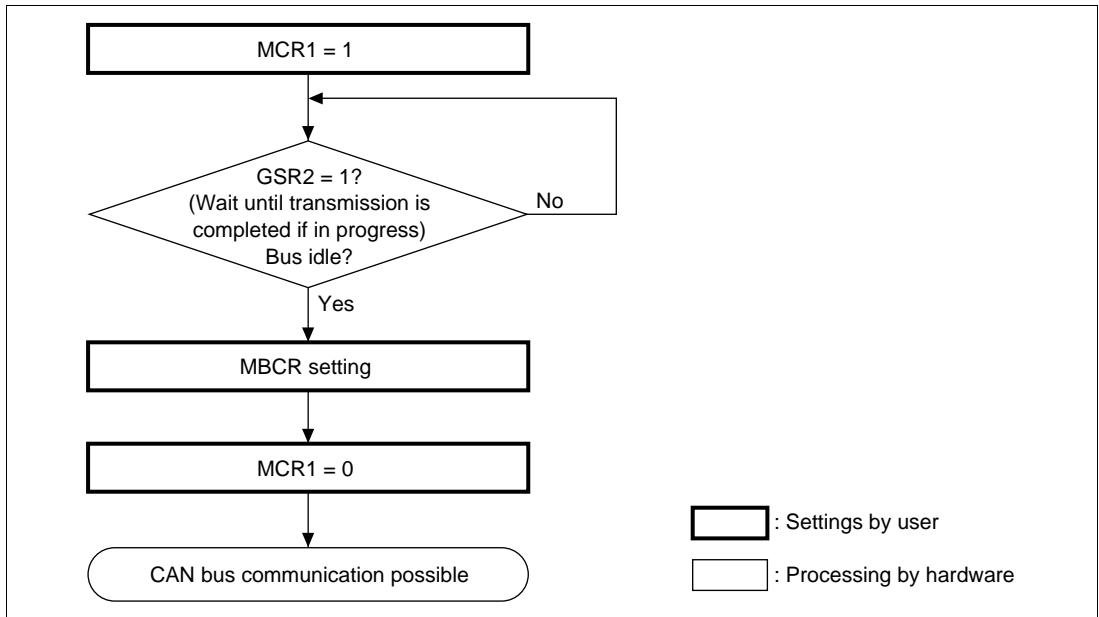 MCR1 = 1
GSR2 = 1?
(Wait until transmission is
completed if in progress)
Bus idle?
No
Yes
MBCR setting
MCR1 = 0
CAN bus communication possible
: Settings by user
: Processing by hardware